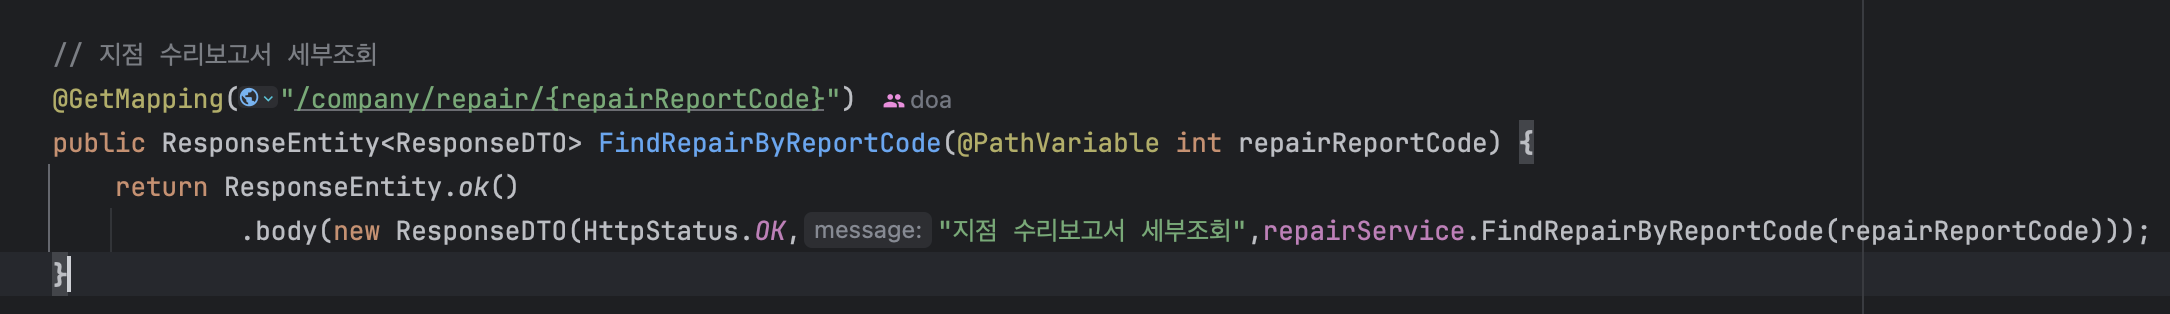 // 지점 수리보고서 세부조회
@GetMapping("/company/repair/{repairReportCode}") doa
public ResponseEntity<ResponseDTO> FindRepairByReportCode(@PathVariable int repairReportCode) {
return ResponseEntity.ok()
.body(new ResponseDTO(HttpStatus.OK, message: "지점 수리보고서 세부조회",repairService.FindRepairByReportCode(repairReportCode)));
}